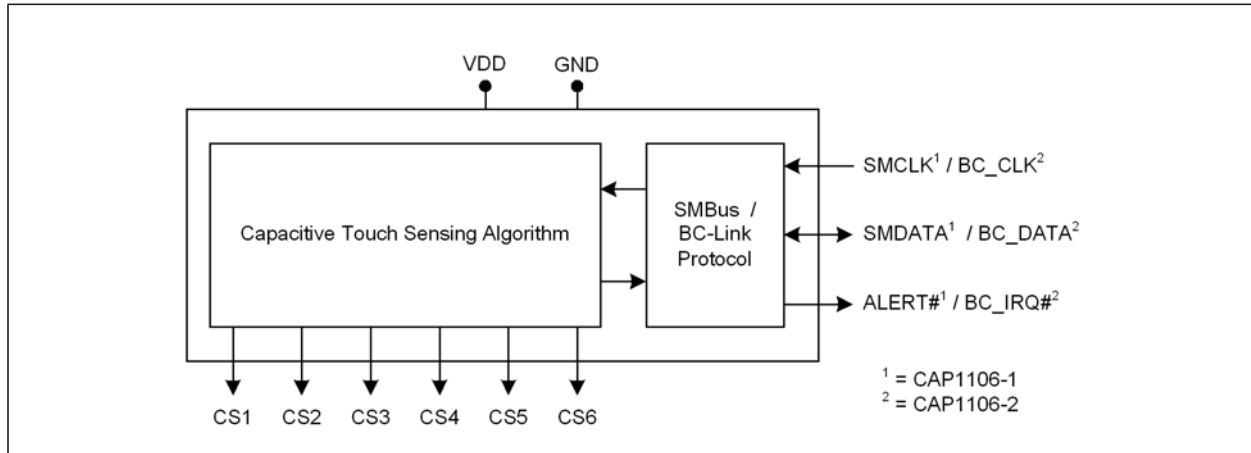 VDD GND
SMCLK¹ / BC_CLK²
Capacitive Touch Sensing Algorithm
SMBus /
BC-Link
Protocol
SMDATA¹ / BC_DATA²
ALERT#¹ / BC_IRQ#²
CS1 CS2 CS3 CS4 CS5 CS6
¹ = CAP1106-1
² = CAP1106-2